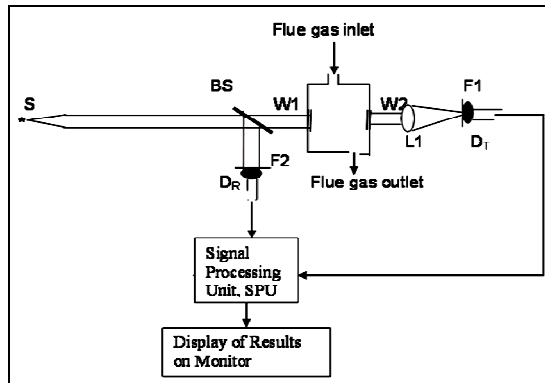 Flue gas inlet
S
BS
W1
W2
F1
L1
D_T
F2
D_R
Flue gas outlet
Signal
Processing
Unit, SPU
Display of Results
on Monitor